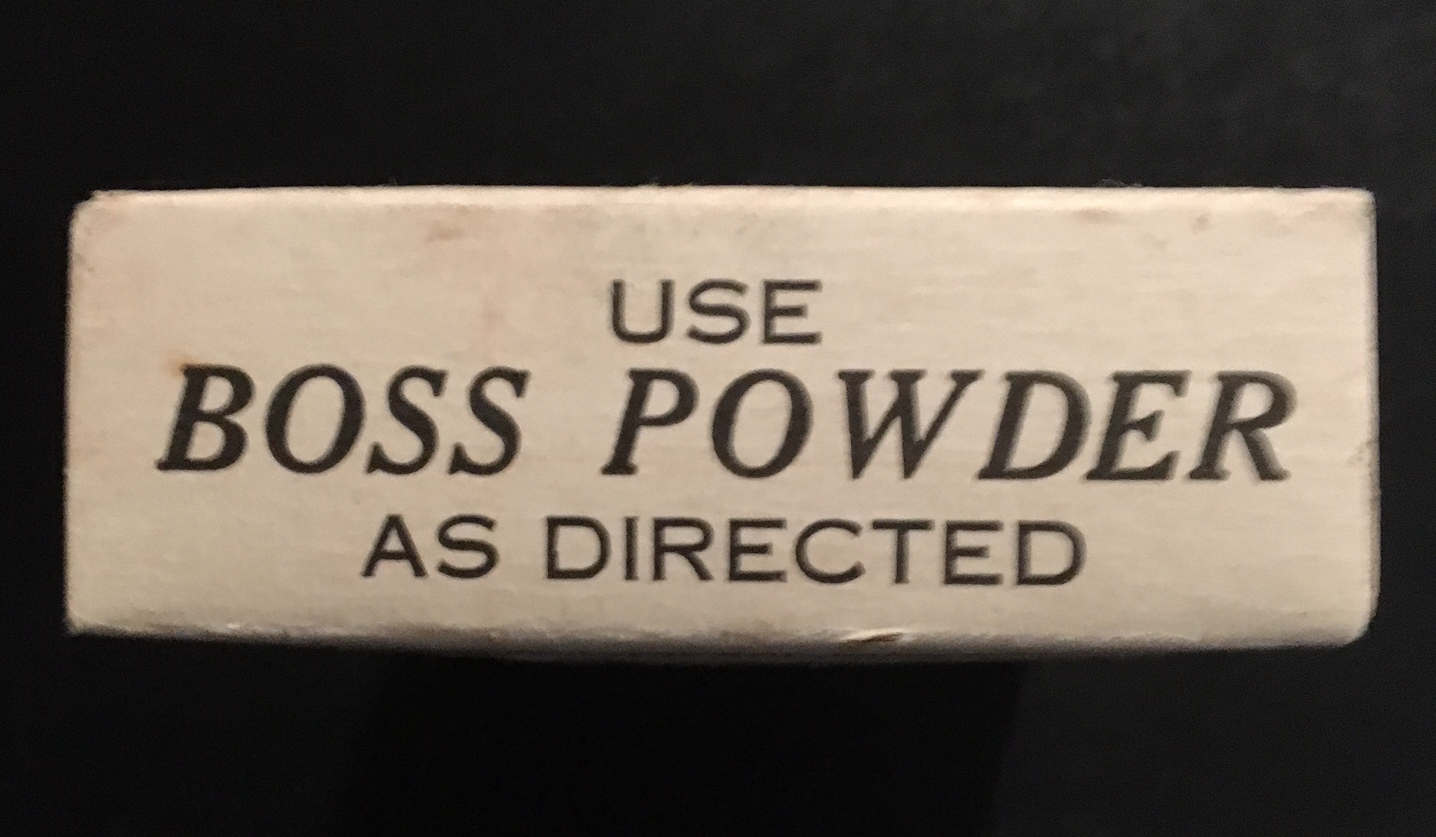 USE
BOSS POWDER
AS DIRECTED